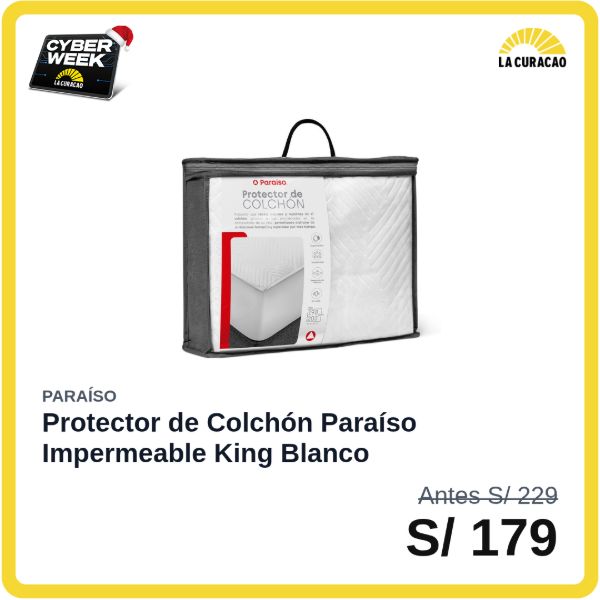 CYBER
WEEK
LA CURACAO
LA CURACAO
Paraíso
Protector de
COLCHÓN
PARAÍSO
Protector de Colchón Paraíso
Impermeable King Blanco
Antes S/ 229
S/ 179